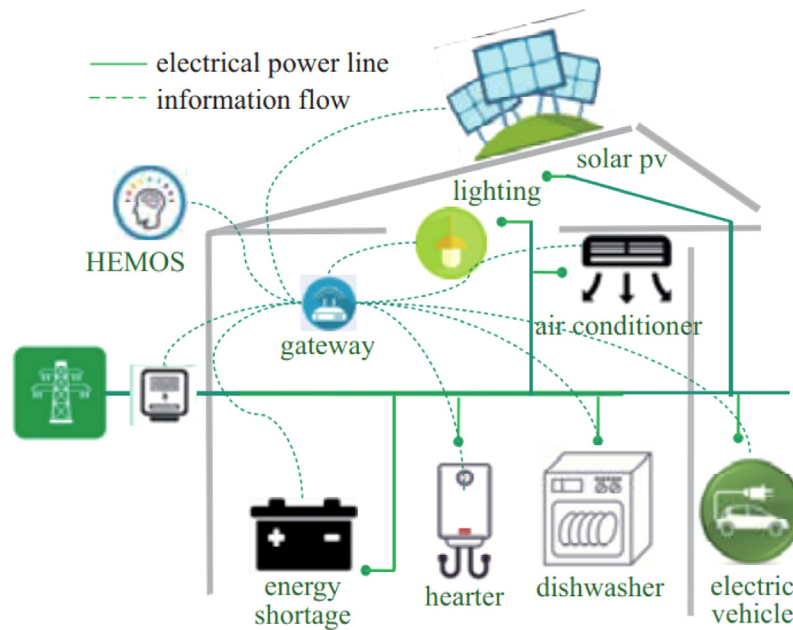 electrical power line
information flow
solar pv
lighting
HEMOS
air conditioner
gateway
energy
shortage
hearter
dishwasher
electric
vehicle